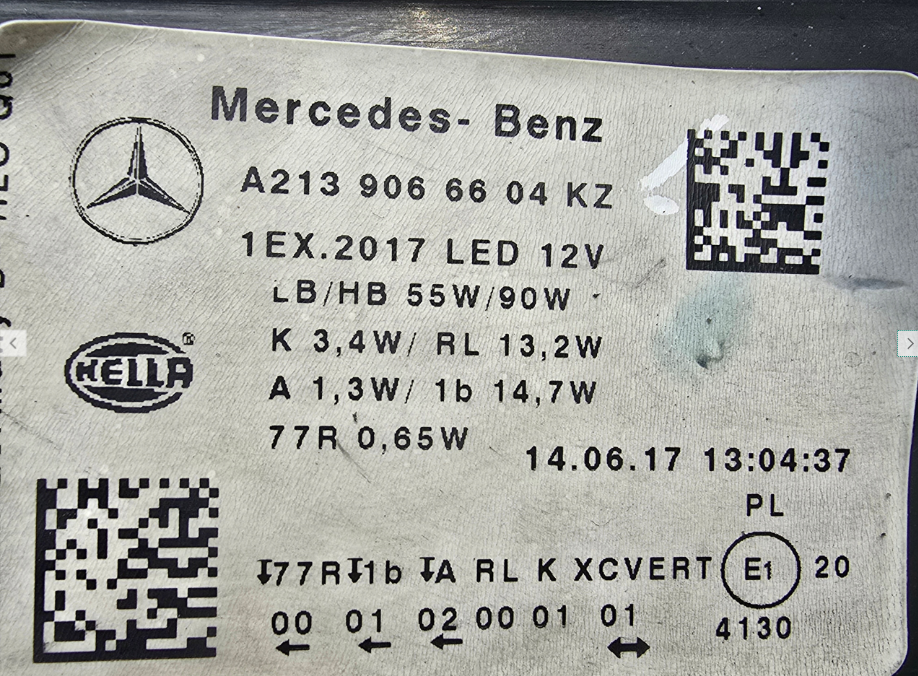 Mercedes- Benz
A213 906 66 04 KZ
1EX.2017 LED 12V
LB/HB 55W/90W
K 3,4W/ RL 13,2W
HELLA®
A 1,3W/ 1b 14,7W
77R 0,65W
14.06.17 13:04:37
PL
↧77R↧1b ↧A RL K XCVERT E1 20
00 01 02 00 01 01 4130
← ← ← ↔